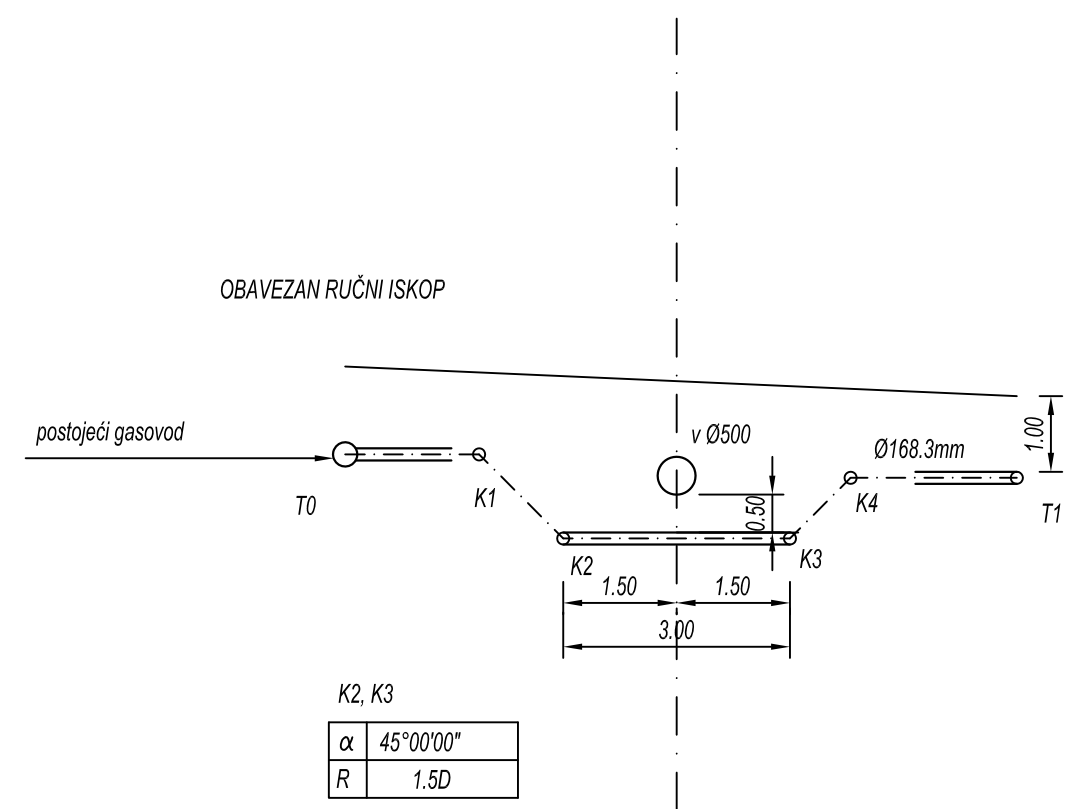 OBAVEZAN RUČNI ISKOP
postojeći gasovod
v Ø500
Ø168.3mm
1.00
T0
K1
0.50
K4
T1
K2
K3
1.50
1.50
3.00
K2, K3
α 45°00'00"
R 1.5D